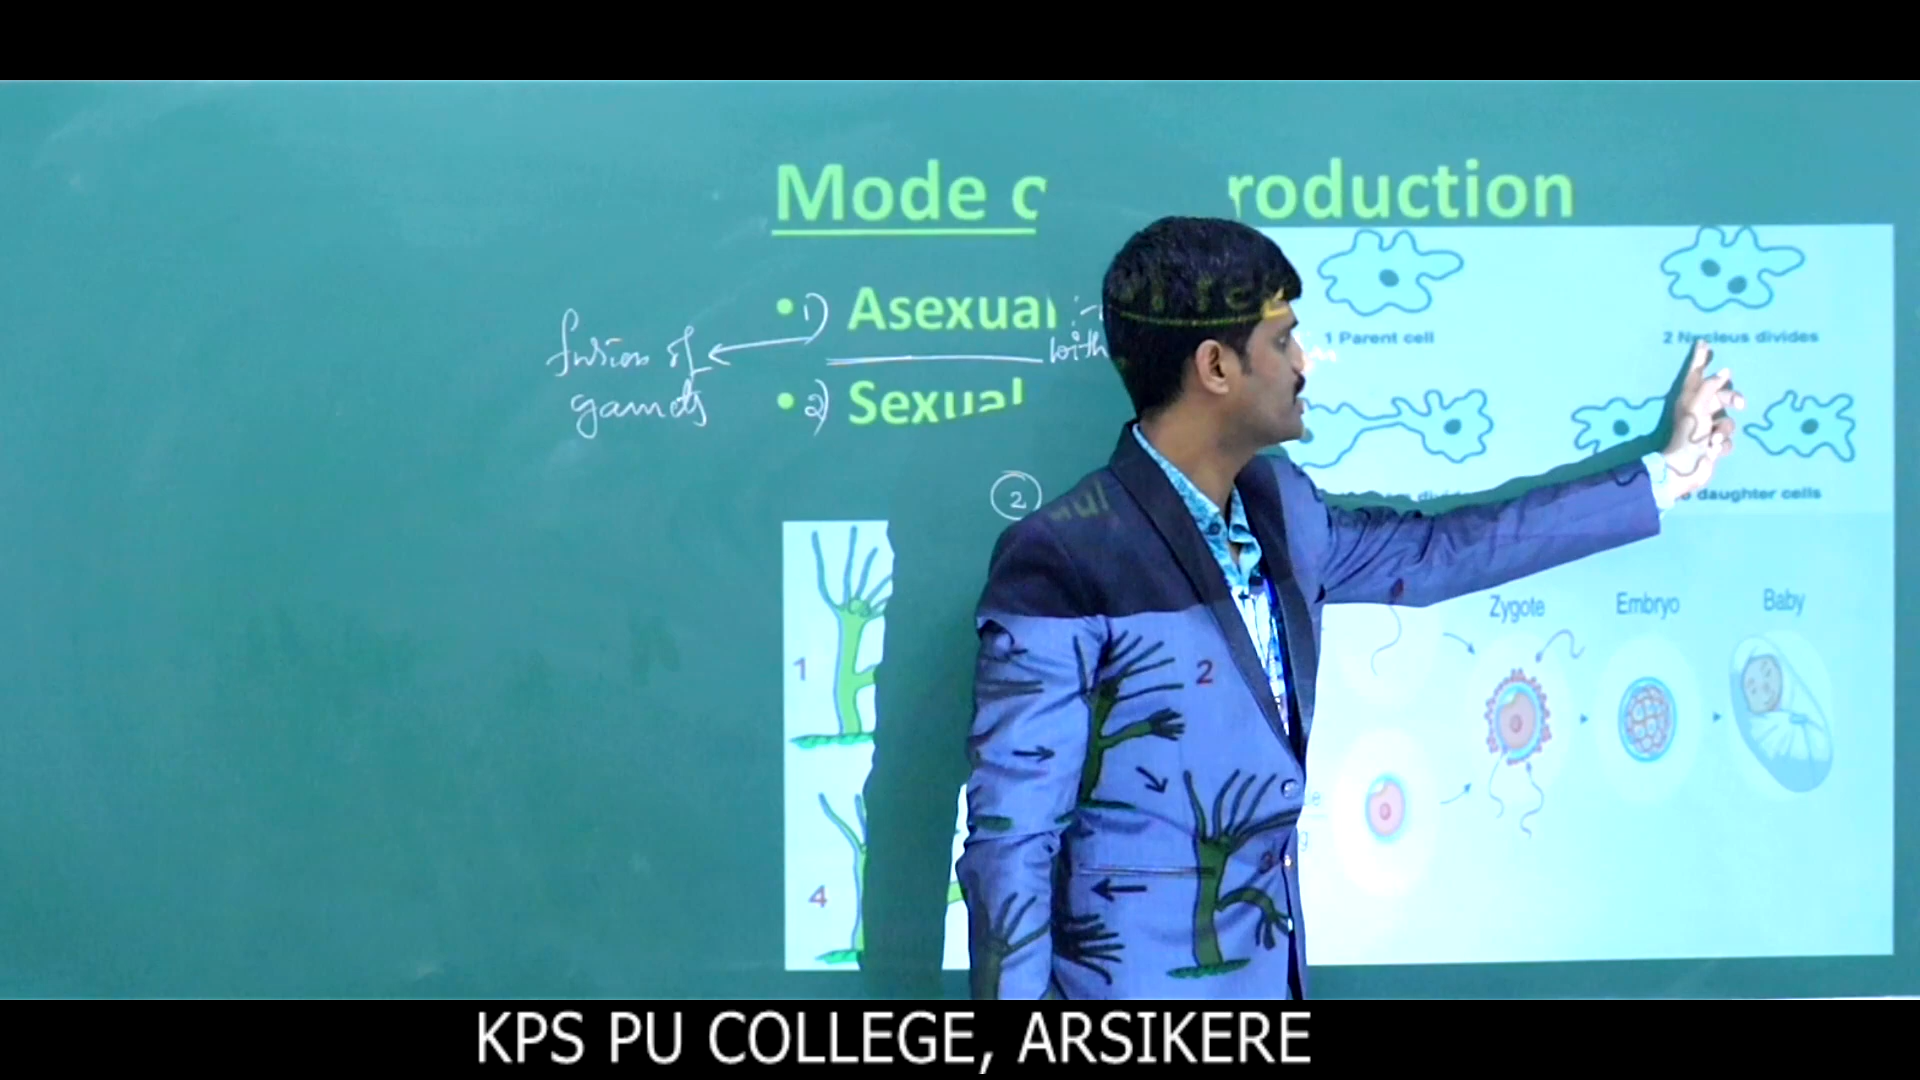 Mode roduction
• 1) Asexual :-
with
fusion of
gamets
• 2) Sexual
2
1 Parent cell
2 Nucleus divides
daughter cells
Zygote Embryo Baby
1
2
3
4
KPS PU COLLEGE, ARSIKERE